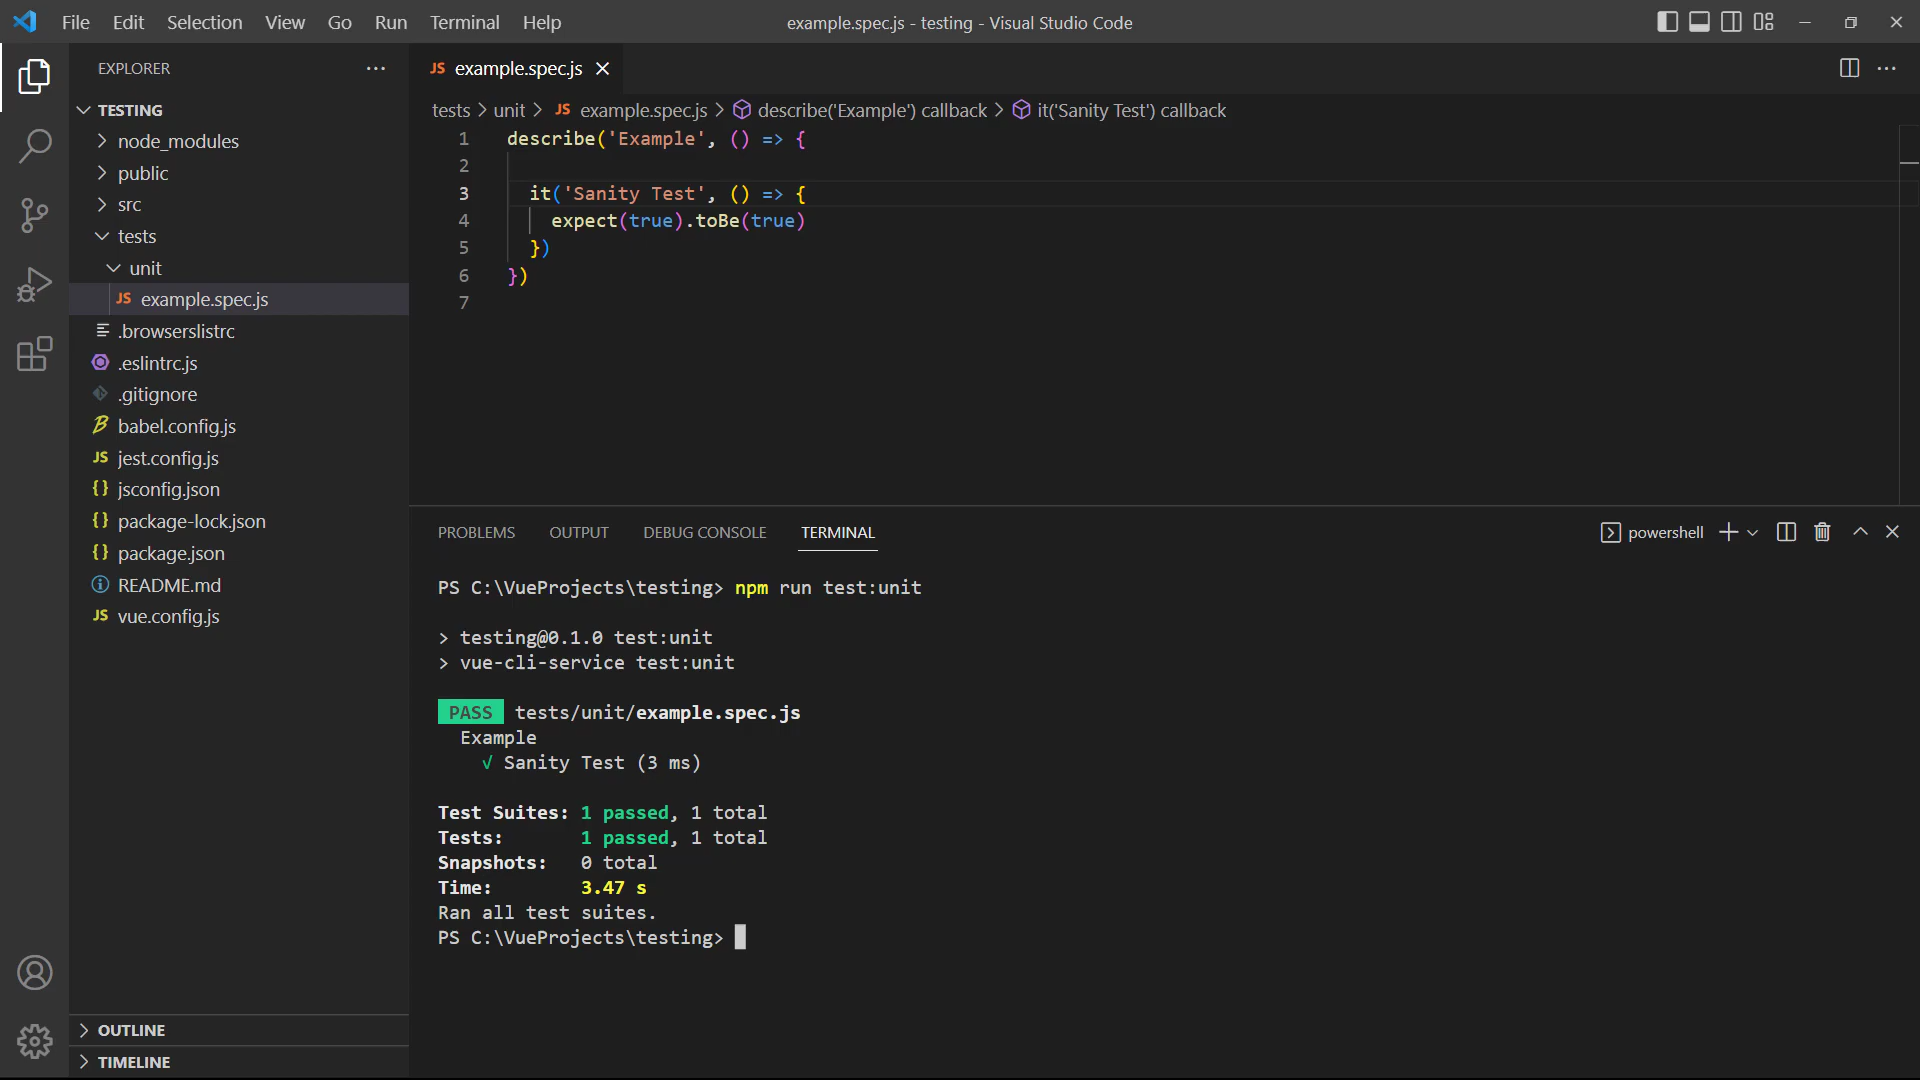 File Edit Selection View Go Run Terminal Help
example.spec.js - testing - Visual Studio Code
EXPLORER
TESTING
node_modules
public
src
tests
unit
JS example.spec.js
.browserslistrc
.eslintrc.js
.gitignore
babel.config.js
JS jest.config.js
{} jsconfig.json
{} package-lock.json
{} package.json
README.md
JS vue.config.js
OUTLINE
TIMELINE
JS example.spec.js
tests > unit > JS example.spec.js > describe('Example') callback > it('Sanity Test') callback
1 describe('Example', () => {
2
3 it('Sanity Test', () => {
4 expect(true).toBe(true)
5 })
6 })
7
PROBLEMS OUTPUT DEBUG CONSOLE TERMINAL
powershell
PS C:\VueProjects\testing> npm run test:unit
> testing@0.1.0 test:unit
> vue-cli-service test:unit
PASS tests/unit/example.spec.js
Example
√ Sanity Test (3 ms)
Test Suites: 1 passed, 1 total
Tests: 1 passed, 1 total
Snapshots: 0 total
Time: 3.47 s
Ran all test suites.
PS C:\VueProjects\testing>